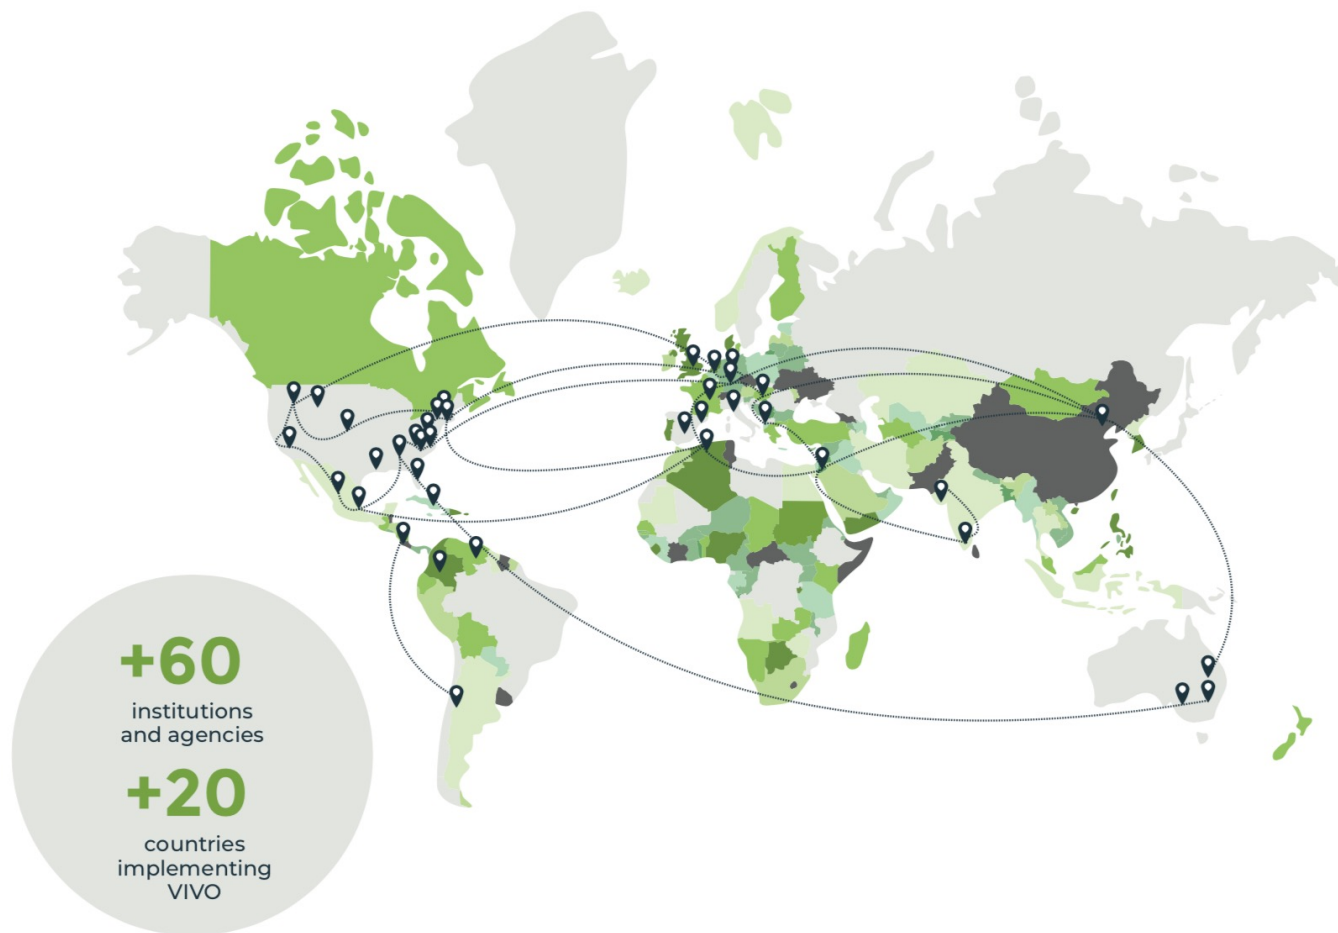 +60
institutions
and agencies
+20
countries
implementing
VIVO